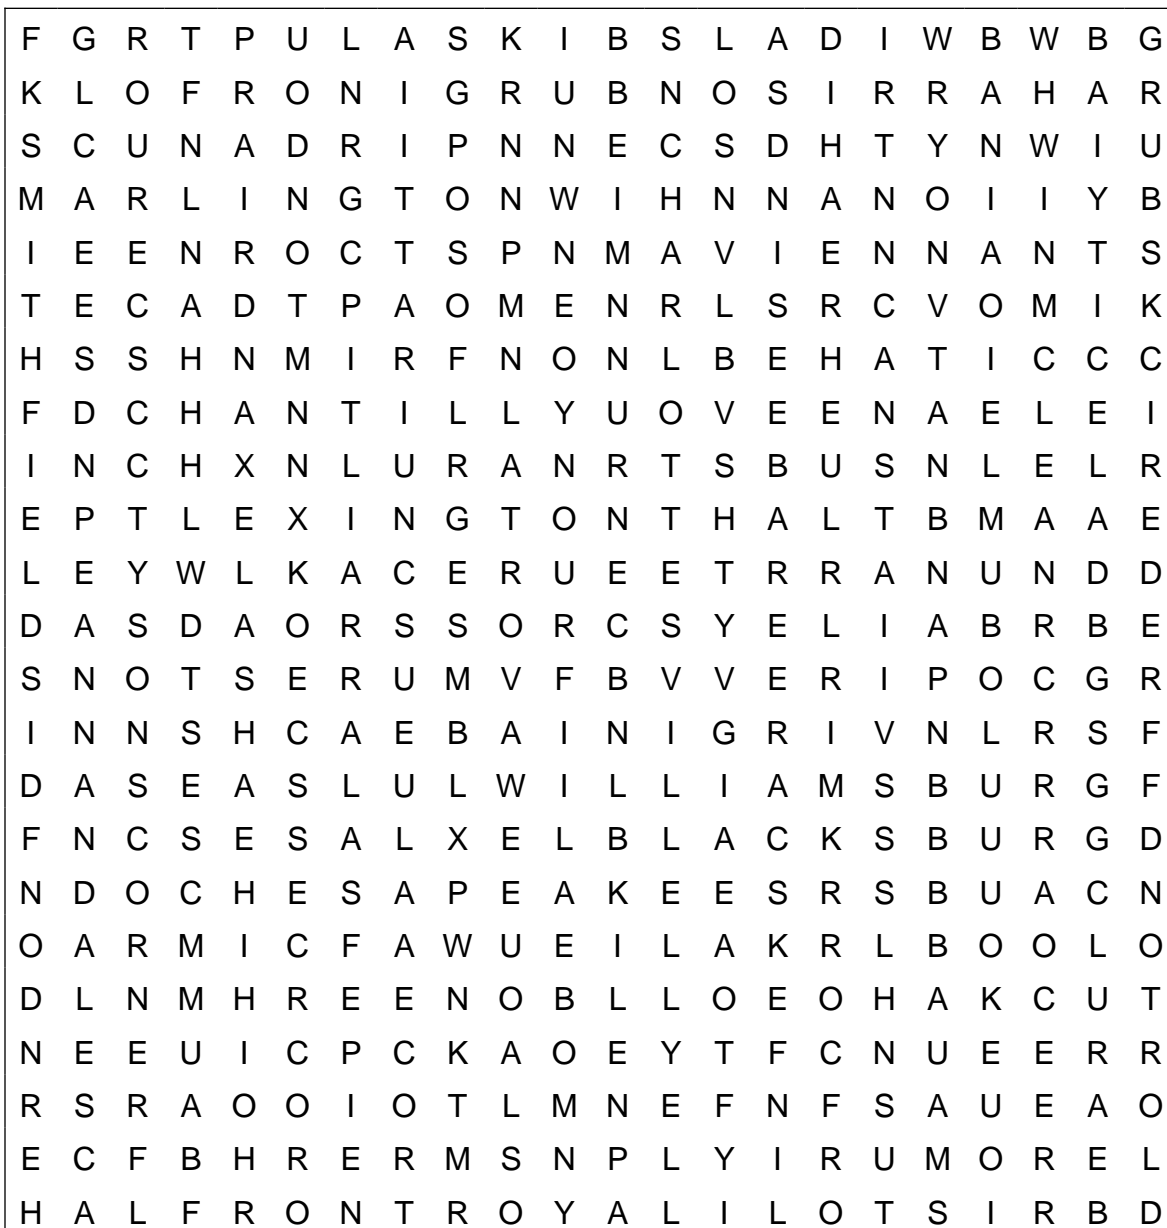 F G R T P U L A S K I B S L A D I W B W B G
K L O F R O N I G R U B N O S I R R A H A R
S C U N A D R I P N N E C S D H T Y N W I U
M A R L I N G T O N W I H N N A N O I I Y B
I E E N R O C T S P N M A V I E N N A N T S
T E C A D T P A O M E N R L S R C V O M I K
H S S H N M I R F N O N L B E H A T I C C C
F D C H A N T I L L Y U O V E E N A E L E I
I N C H X N L U R A N R T S B U S N L E L R
E P T L E X I N G T O N T H A L T B M A A E
L E Y W L K A C E R U E E T R R A N U N D D
D A S D A O R S S O R C S Y E L I A B R B E
S N O T S E R U M V F B V V E R I P O C G R
I N N S H C A E B A I N I G R I V N L R S F
D A S E A S L U L W I L L I A M S B U R G F
F N C S E S A L X E L B L A C K S B U R G D
N D O C H E S A P E A K E E S R S B U A C N
O A R M I C F A W U E I L A K R L B O O L O
D L N M H R E E N O B L L O E O H A K C U T
N E E U I C P C K A O E Y T F C N U E E R R
R S R A O O I O T L M N E F N F S A U E A O
E C F B H R E R M S N P L Y I R U M O R E L
H A L F R O N T R O Y A L I L O T S I R B D